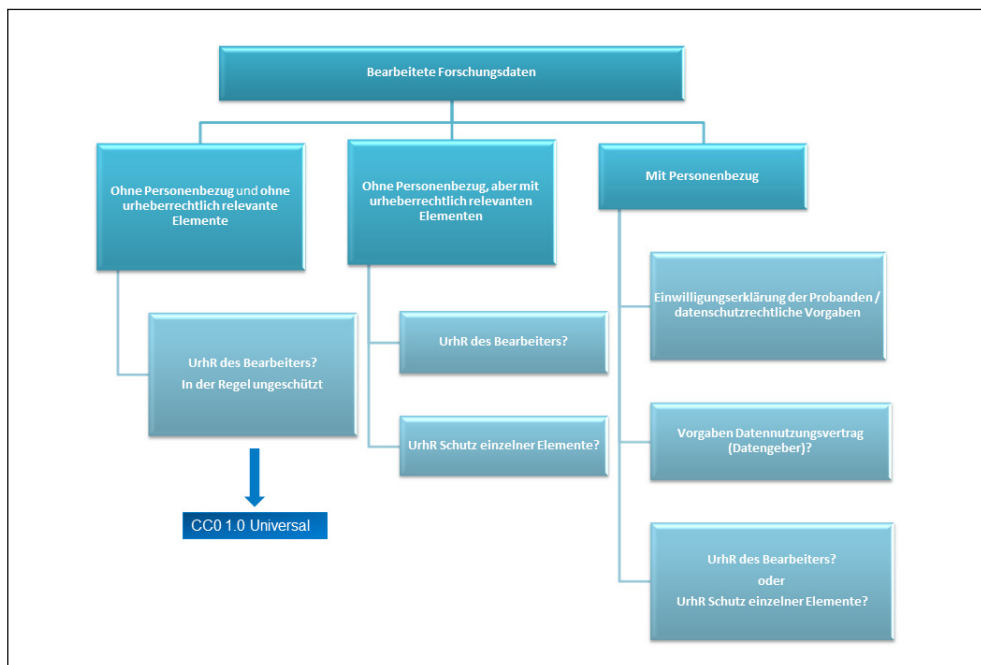 Bearbeitete Forschungsdaten
Ohne Personenbezug und ohne
urheberrechtlich relevante
Elemente
UrhR des Bearbeiters?
In der Regel ungeschützt
CC0 1.0 Universal
Ohne Personenbezug, aber mit
urheberrechtlich relevanten
Elementen
UrhR des Bearbeiters?
UrhR Schutz einzelner Elemente?
Mit Personenbezug
Einwilligungserklärung der Probanden /
datenschutzrechtliche Vorgaben
Vorgaben Datennutzungsvertrag
(Datengeber)?
UrhR des Bearbeiters?
oder
UrhR Schutz einzelner Elemente?